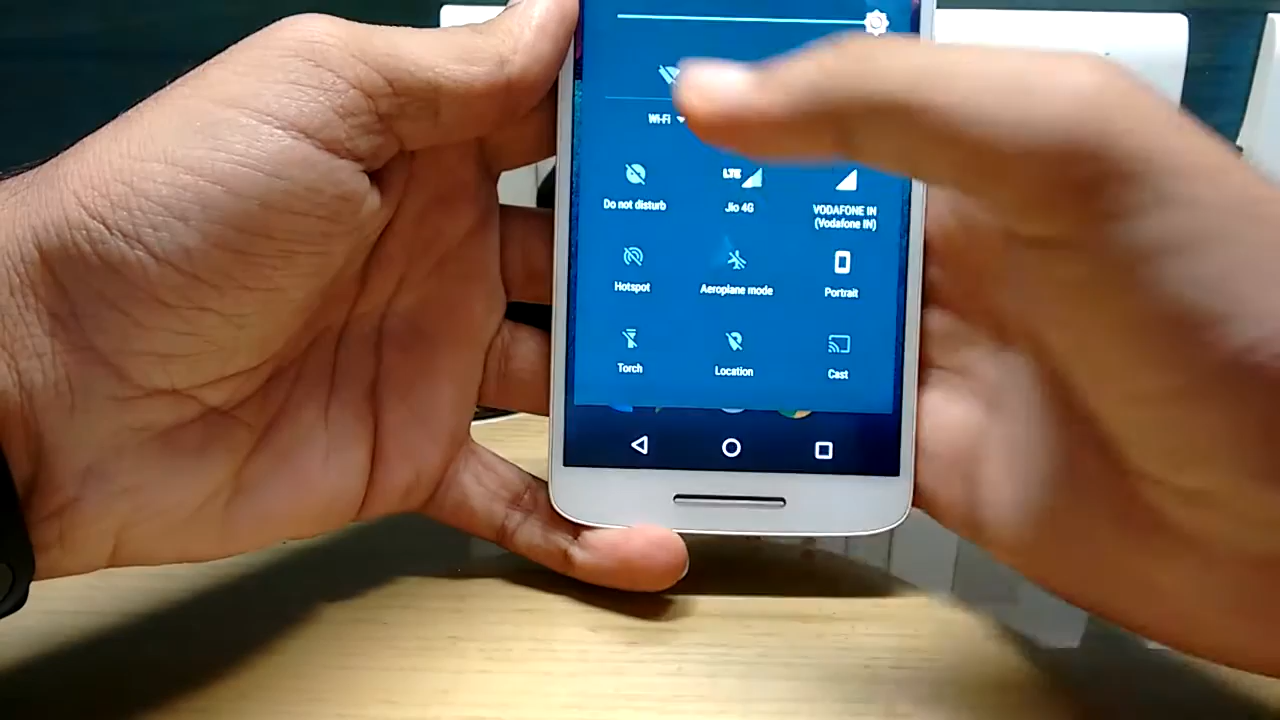 Wi-Fi
Do not disturb
LTE
Jio 4G
VODAFONE IN
(Vodafone IN)
Hotspot
Aeroplane mode
Portrait
Torch
Location
Cast